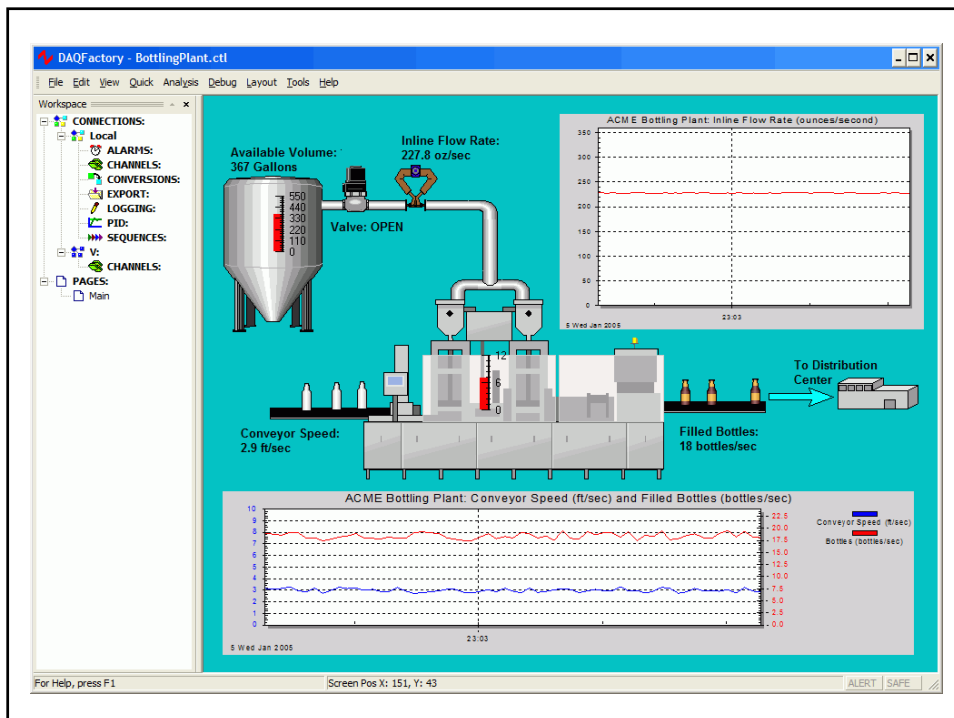 DAQFactory - BottlingPlant.ctl
File Edit View Quick Analysis Debug Layout Tools Help
Workspace
CONNECTIONS:
Local
ALARMS:
CHANNELS:
CONVERSIONS:
EXPORT:
LOGGING:
PID:
SEQUENCES:
V:
CHANNELS:
PAGES:
Main
Available Volume:
367 Gallons
550
440
330
220
110
0
Inline Flow Rate:
227.8 oz/sec
Valve: OPEN
ACME Bottling Plant: Inline Flow Rate (ounces/second)
350
300
250
200
150
100
50
0
23:03
5 Wed Jan 2005
12
6
0
Conveyor Speed:
2.9 ft/sec
Filled Bottles:
18 bottles/sec
To Distribution
Center
ACME Bottling Plant: Conveyor Speed (ft/sec) and Filled Bottles (bottles/sec)
10
9
8
7
6
5
4
3
2
1
0
22.5
20.0
17.5
15.0
12.5
10.0
7.5
5.0
2.5
0.0
Conveyor Speed (ft/sec)
Bottles (bottles/sec)
23:03
5 Wed Jan 2005
For Help, press F1
Screen Pos X: 151, Y: 43
ALERT SAFE